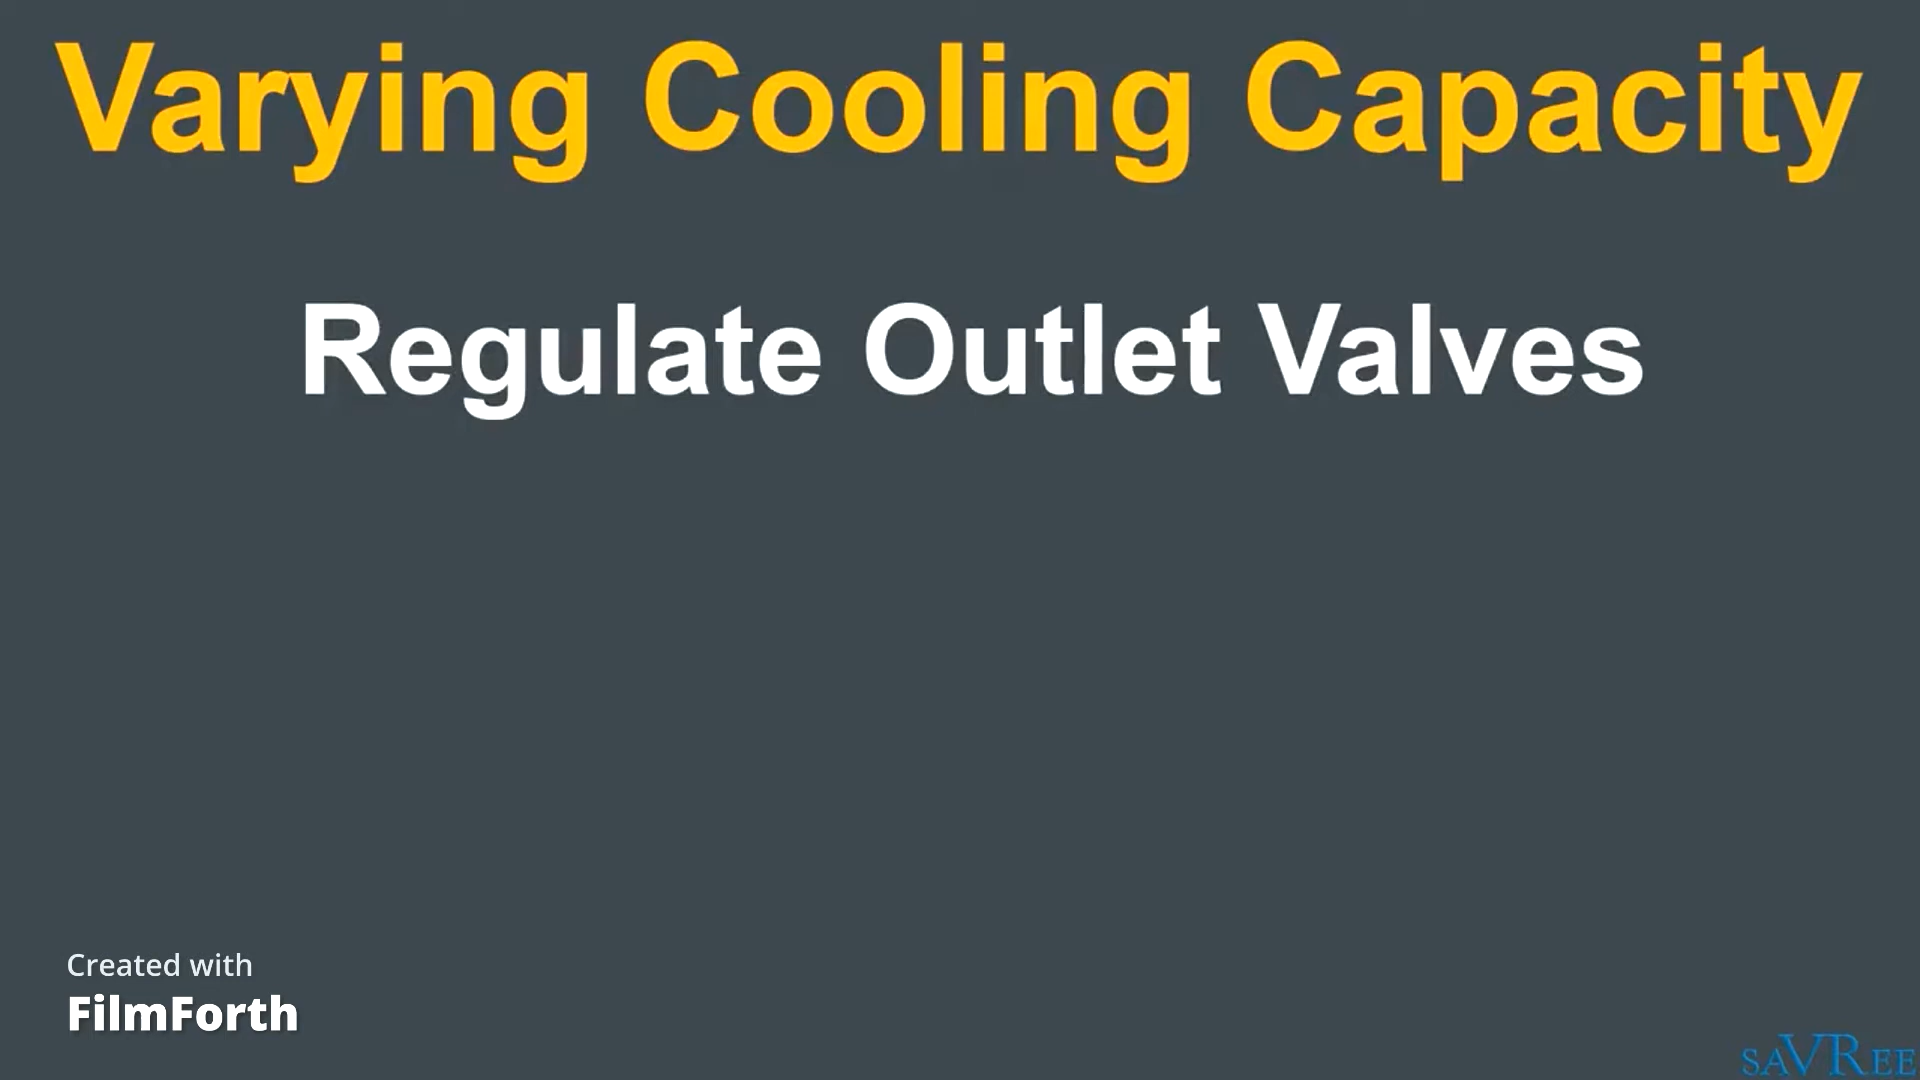 Varying Cooling Capacity
Regulate Outlet Valves
Created with
FilmForth
saVRee